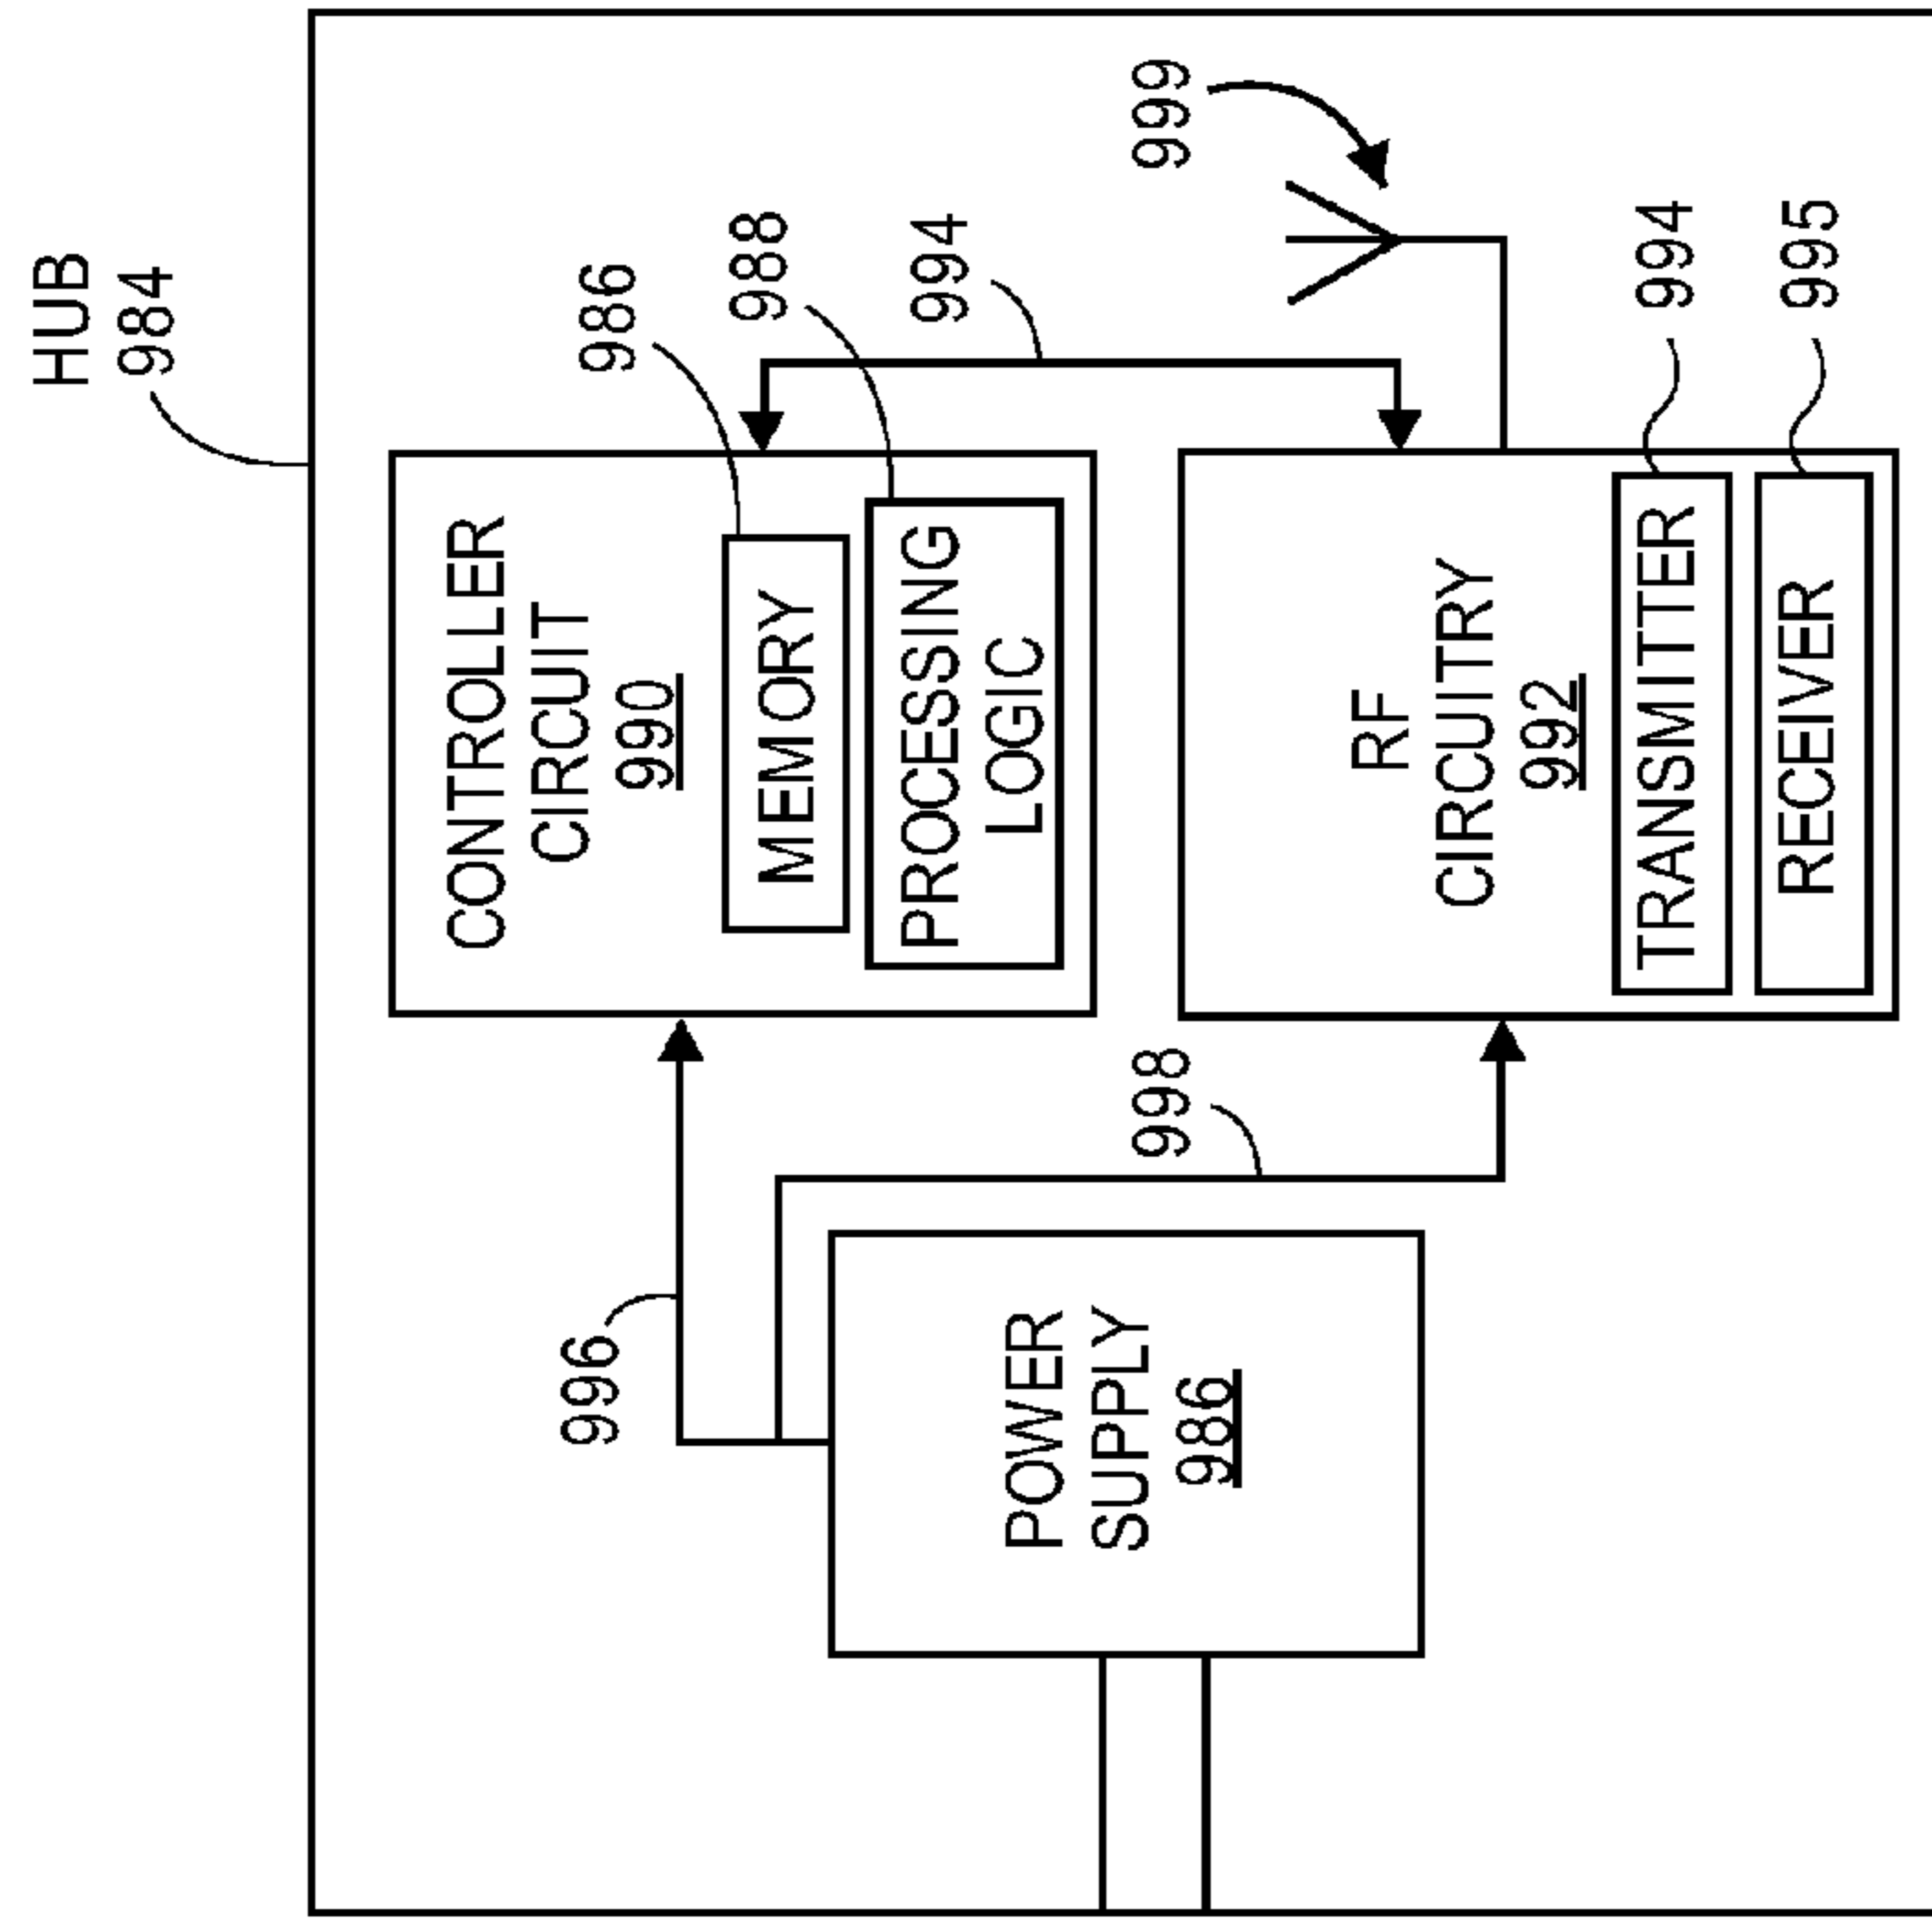 HUB
984
CONTROLLER
CIRCUIT
990
986
MEMORY
988
PROCESSING
LOGIC
994
996
POWER
SUPPLY
986
998
999
RF
CIRCUITRY
992
994
TRANSMITTER
995
RECEIVER